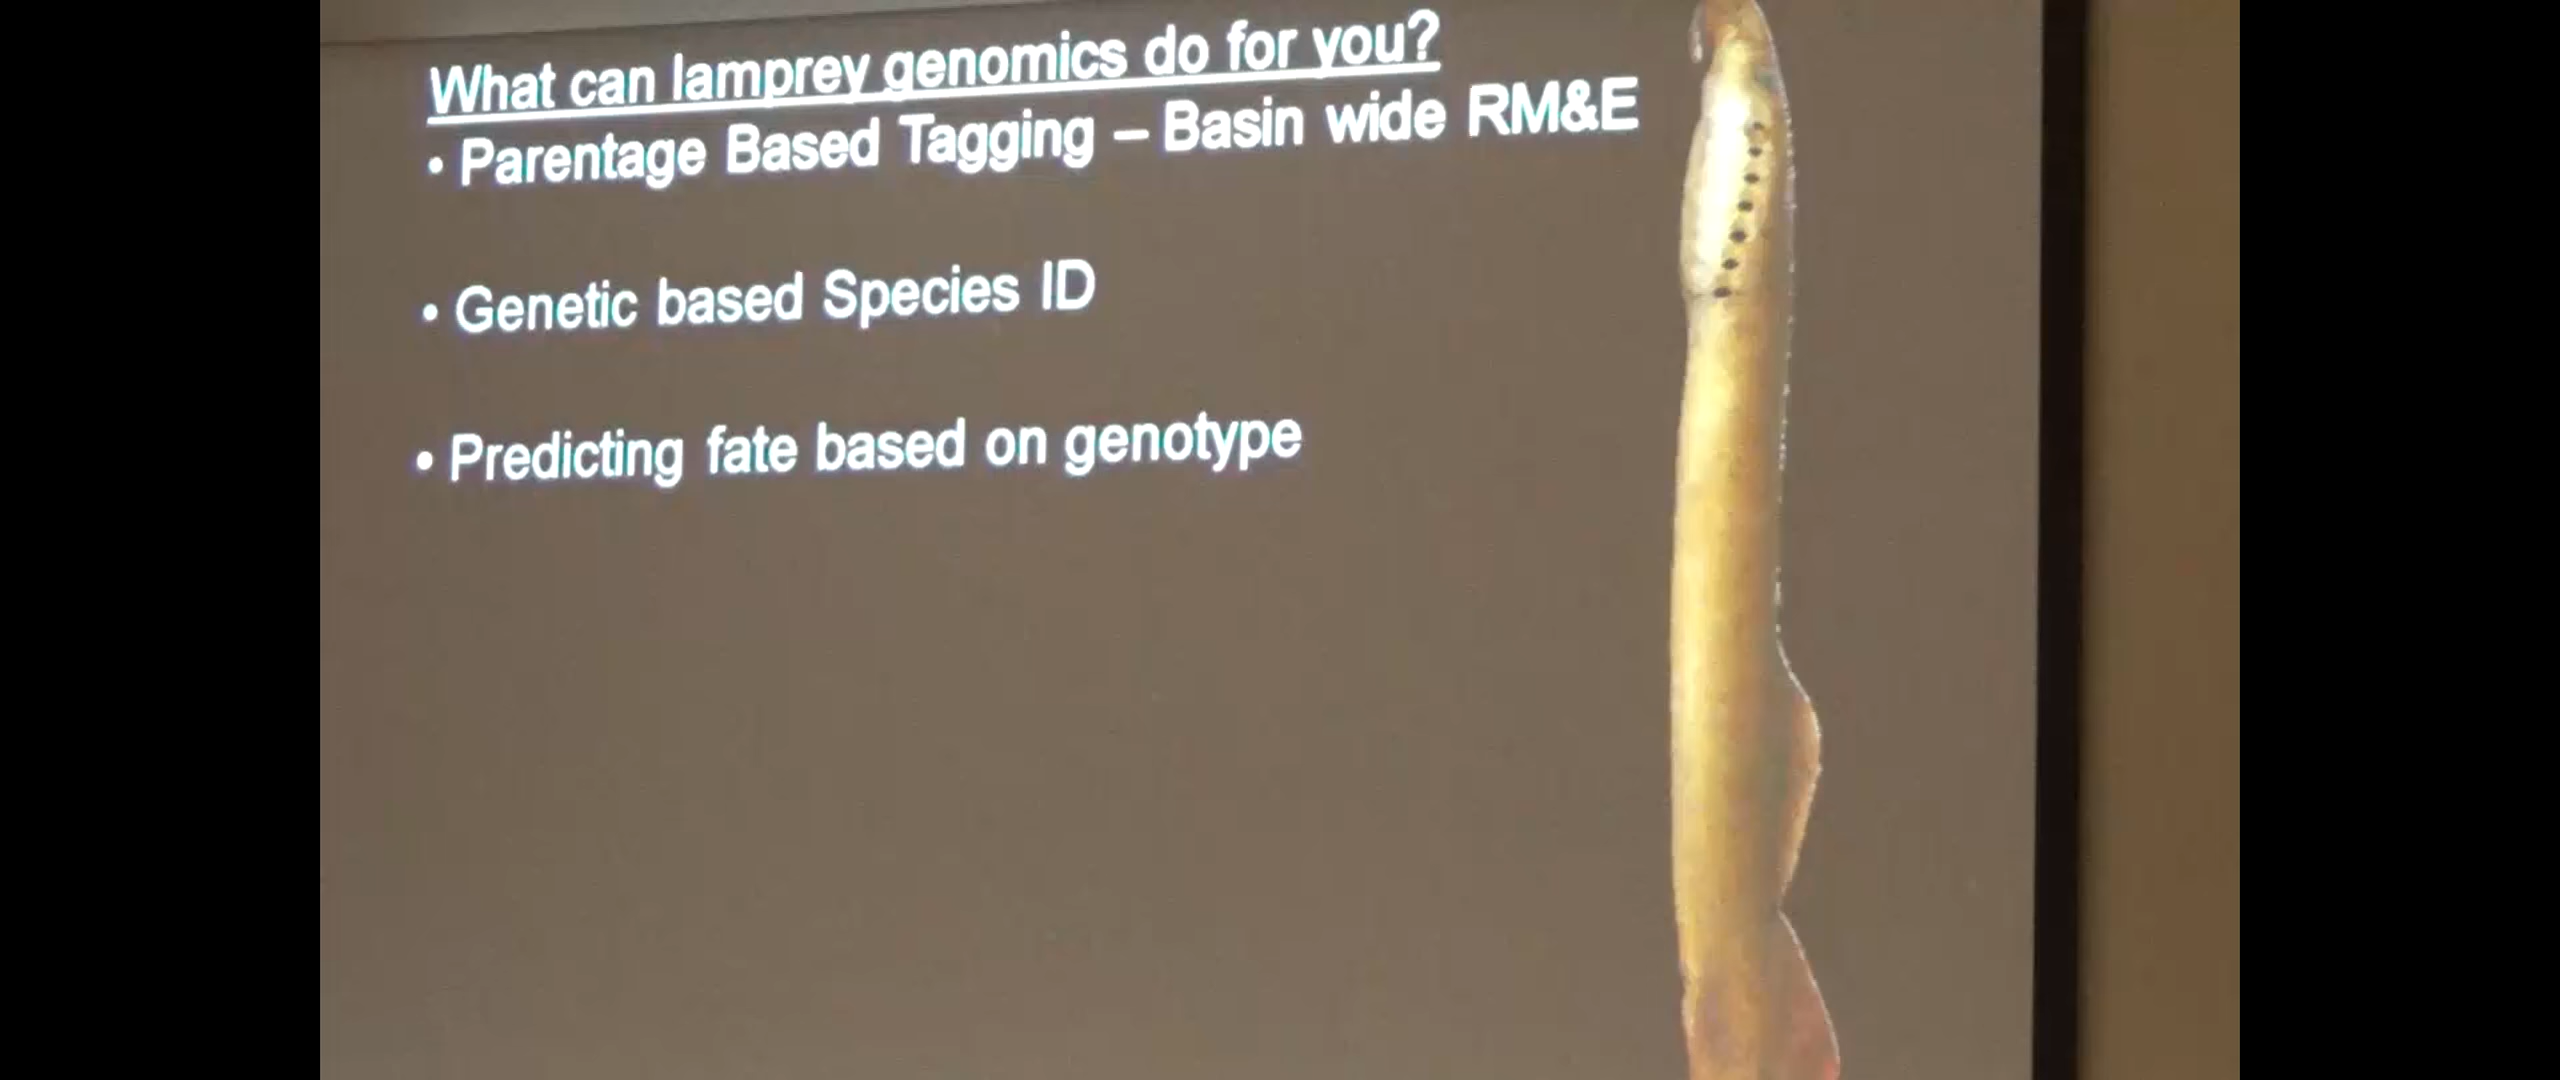 What can lamprey genomics do for you?
• Parentage Based Tagging – Basin wide RM&E
• Genetic based Species ID
• Predicting fate based on genotype